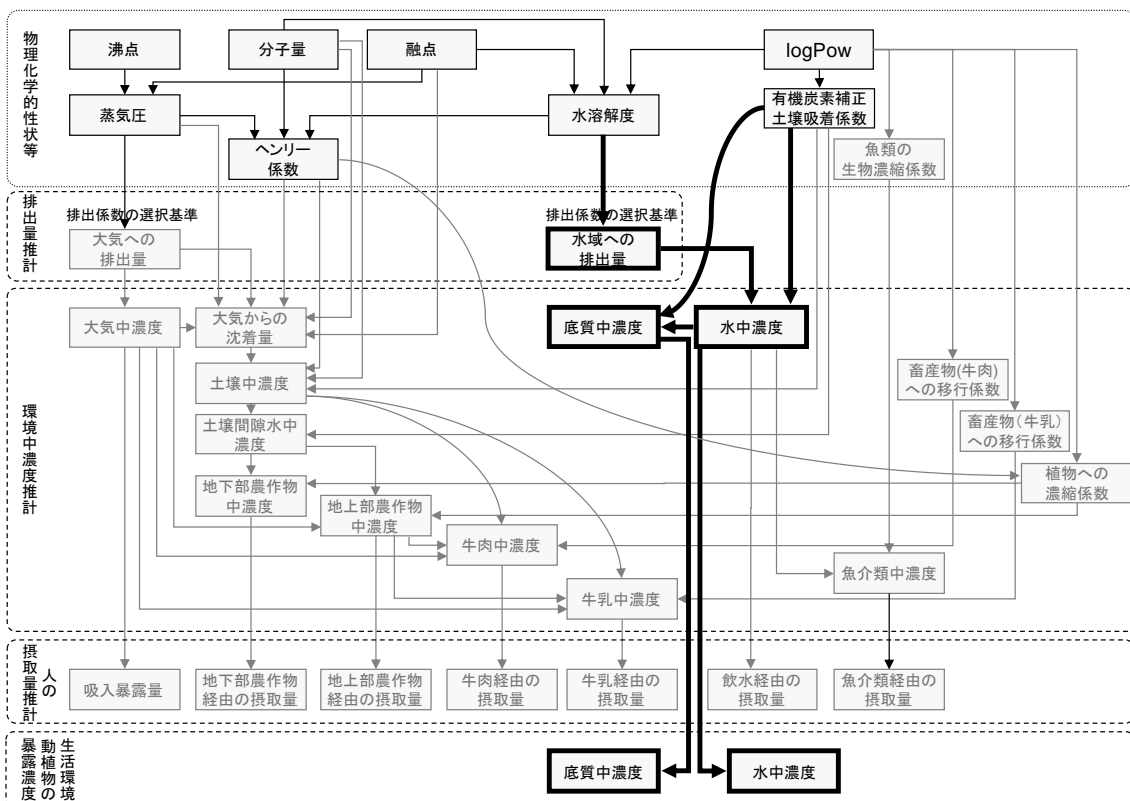 物理化学的性状等
沸点
分子量
融点
logPow
蒸気圧
水溶解度
有機炭素補正
土壌吸着係数
ヘンリー
係数
魚類の
生物濃縮係数
排出量推計
排出係数の選択基準
排出係数の選択基準
大気への
排出量
水域への
排出量
環境中濃度推計
大気中濃度
大気からの
沈着量
底質中濃度
水中濃度
土壌中濃度
畜産物(牛肉)
への移行係数
土壌間隙水中
濃度
畜産物(牛乳)
への移行係数
地下部農作物
中濃度
植物への
濃縮係数
地上部農作物
中濃度
牛肉中濃度
魚介類中濃度
牛乳中濃度
人の
摂取量推計
吸入暴露量
地下部農作物
経由の摂取量
地上部農作物
経由の摂取量
牛肉経由の
摂取量
牛乳経由の
摂取量
飲水経由の
摂取量
魚介類経由の
摂取量
生活環境
動植物の
暴露濃度
底質中濃度
水中濃度